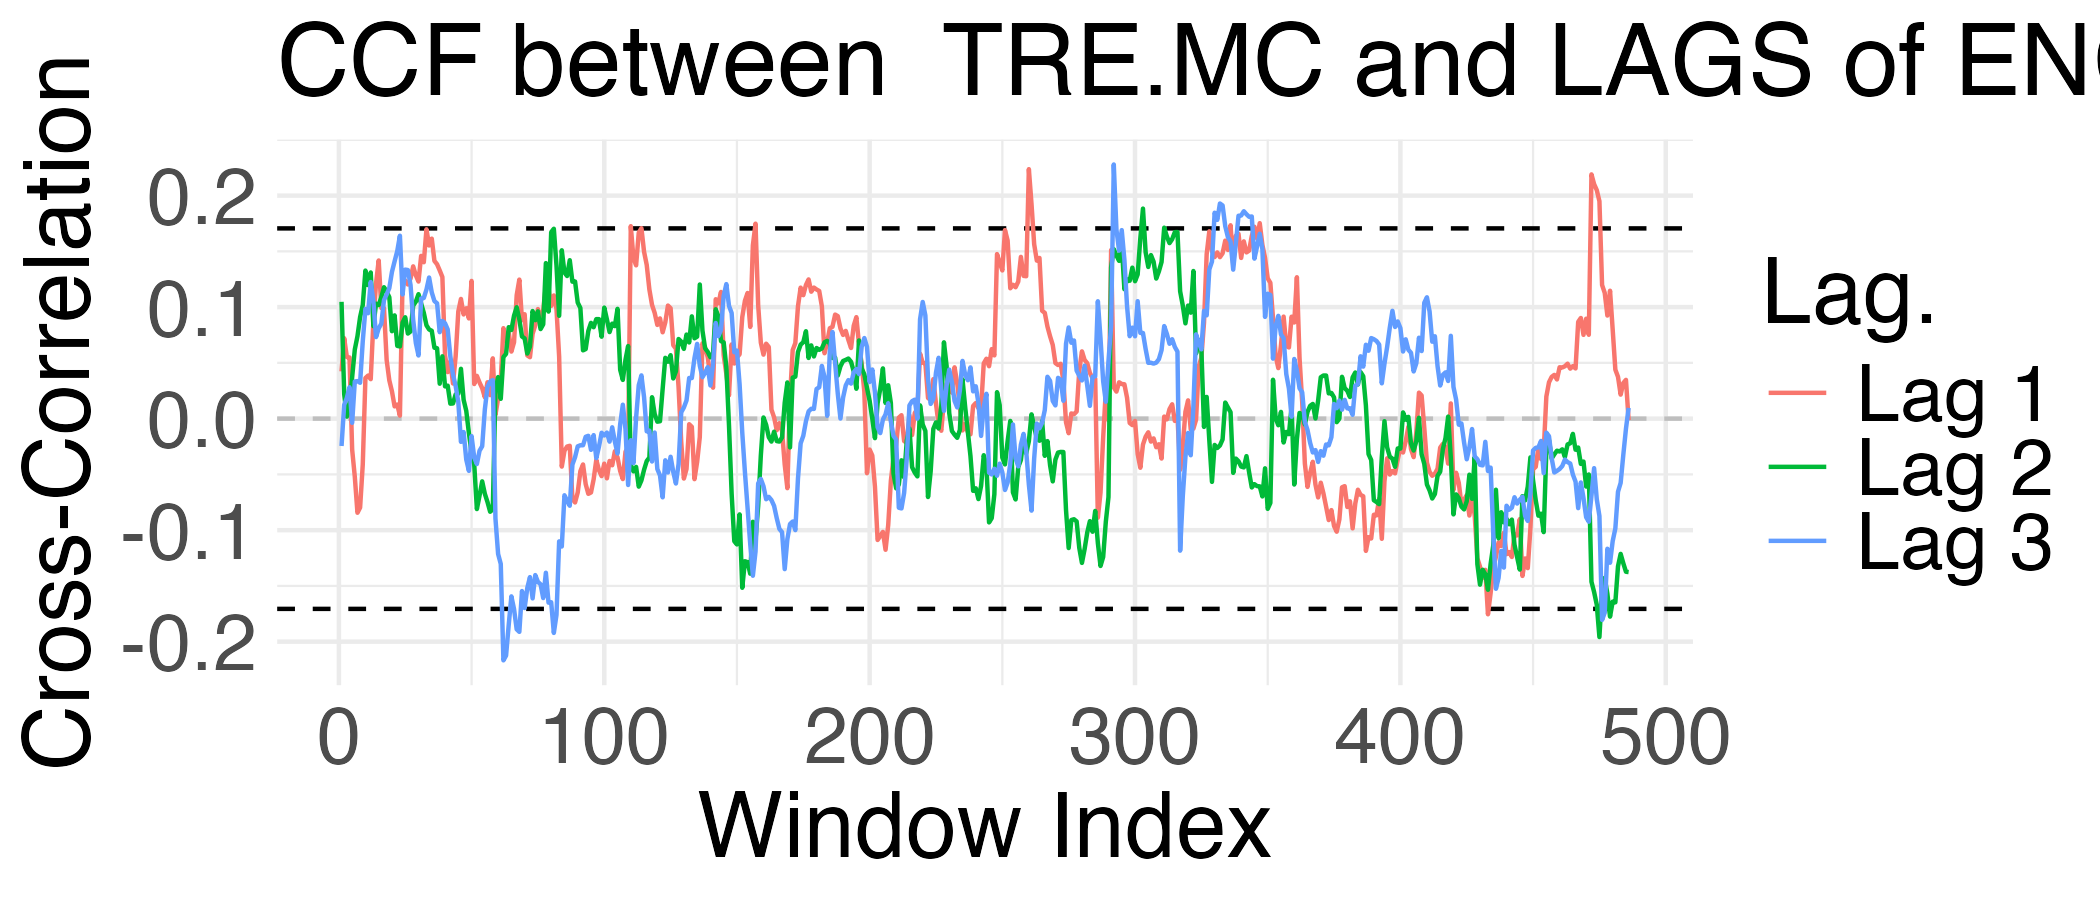 CCF between  TRE.MC and LAGS of EN
Cross-Correlation
0.2
0.1
0.0
-0.1
-0.2
0 100 200 300 400 500
Window Index
Lag.
Lag 1
Lag 2
Lag 3